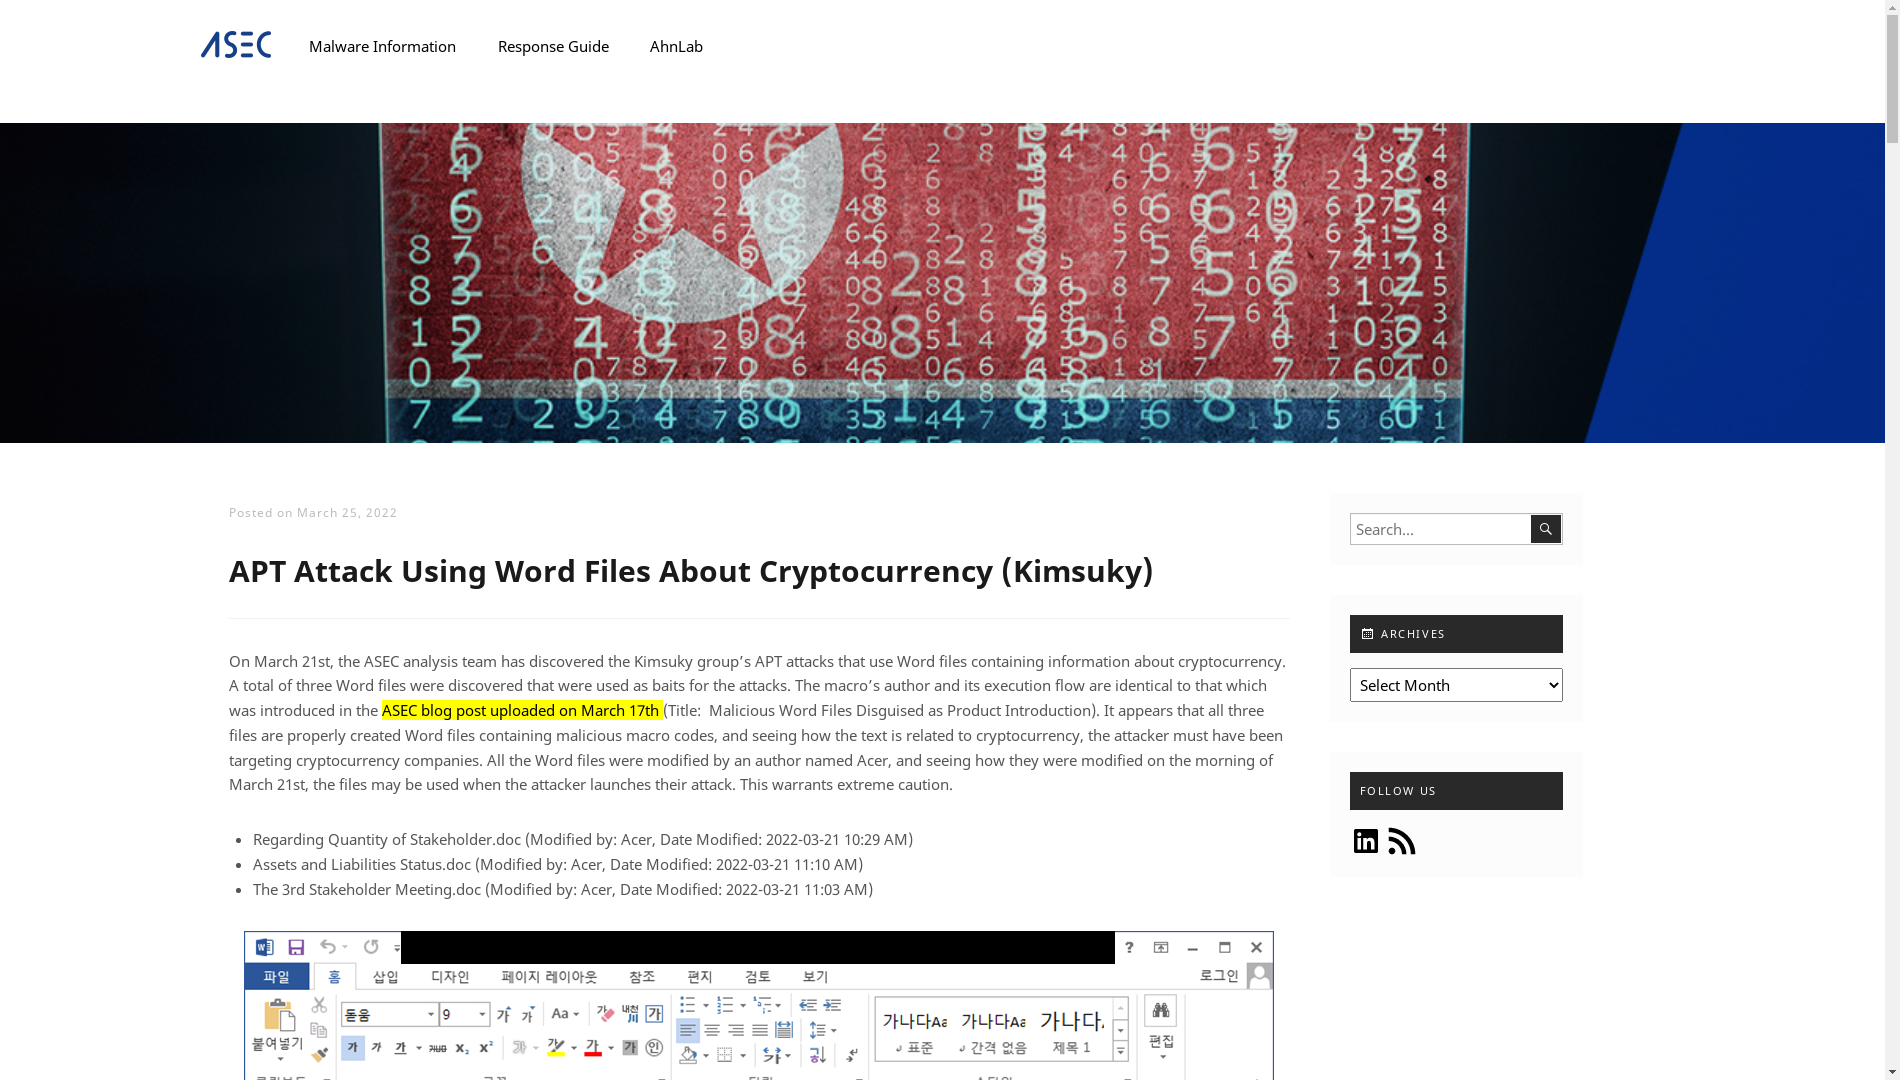 ASEC Malware Information Response Guide AhnLab
Posted on March 25, 2022
APT Attack Using Word Files About Cryptocurrency (Kimsuky)
On March 21st, the ASEC analysis team has discovered the Kimsuky group’s APT attacks that use Word files containing information about cryptocurrency.
A total of three Word files were discovered that were used as baits for the attacks. The macro’s author and its execution flow are identical to that which
was introduced in the ASEC blog post uploaded on March 17th (Title:  Malicious Word Files Disguised as Product Introduction). It appears that all three
files are properly created Word files containing malicious macro codes, and seeing how the text is related to cryptocurrency, the attacker must have been
targeting cryptocurrency companies. All the Word files were modified by an author named Acer, and seeing how they were modified on the morning of
March 21st, the files may be used when the attacker launches their attack. This warrants extreme caution.
Regarding Quantity of Stakeholder.doc (Modified by: Acer, Date Modified: 2022-03-21 10:29 AM)
Assets and Liabilities Status.doc (Modified by: Acer, Date Modified: 2022-03-21 11:10 AM)
The 3rd Stakeholder Meeting.doc (Modified by: Acer, Date Modified: 2022-03-21 11:03 AM)
파일 홈 삽입 디자인 페이지 레이아웃 참조 편지 검토 보기 로그인
붙여넣기
돋움 9 가 가 Aa 내천 가
가 가 가
가나다Aa 가나다Aa 가나다
표준 간격 없음 제목 1
편집
Search...
ARCHIVES
Select Month
FOLLOW US